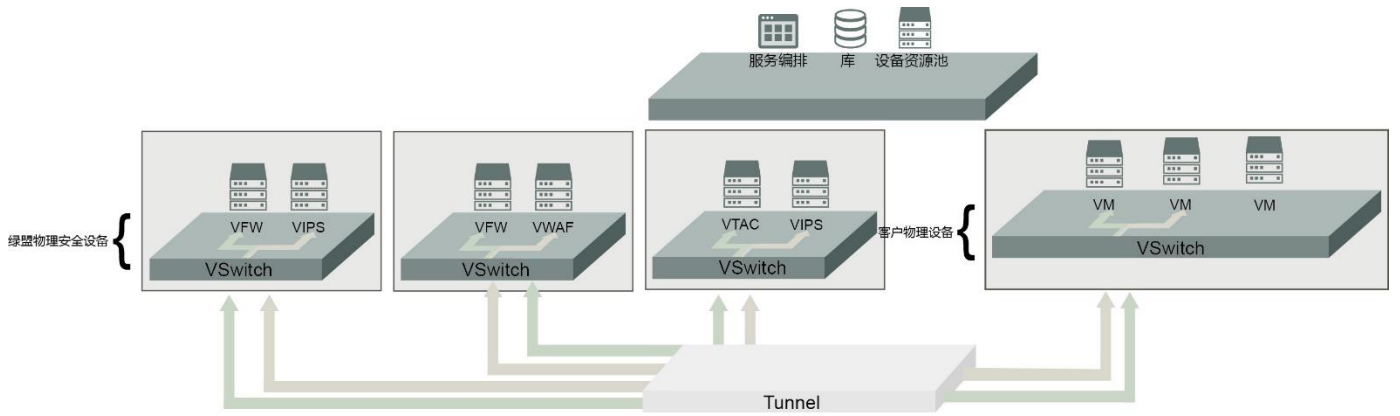 服务编排 库 设备资源池
绿盟物理安全设备
VFW VIPS
VSwitch
VFW VWAF
VSwitch
VTAC VIPS
VSwitch
客户物理设备
VM VM VM
VSwitch
Tunnel